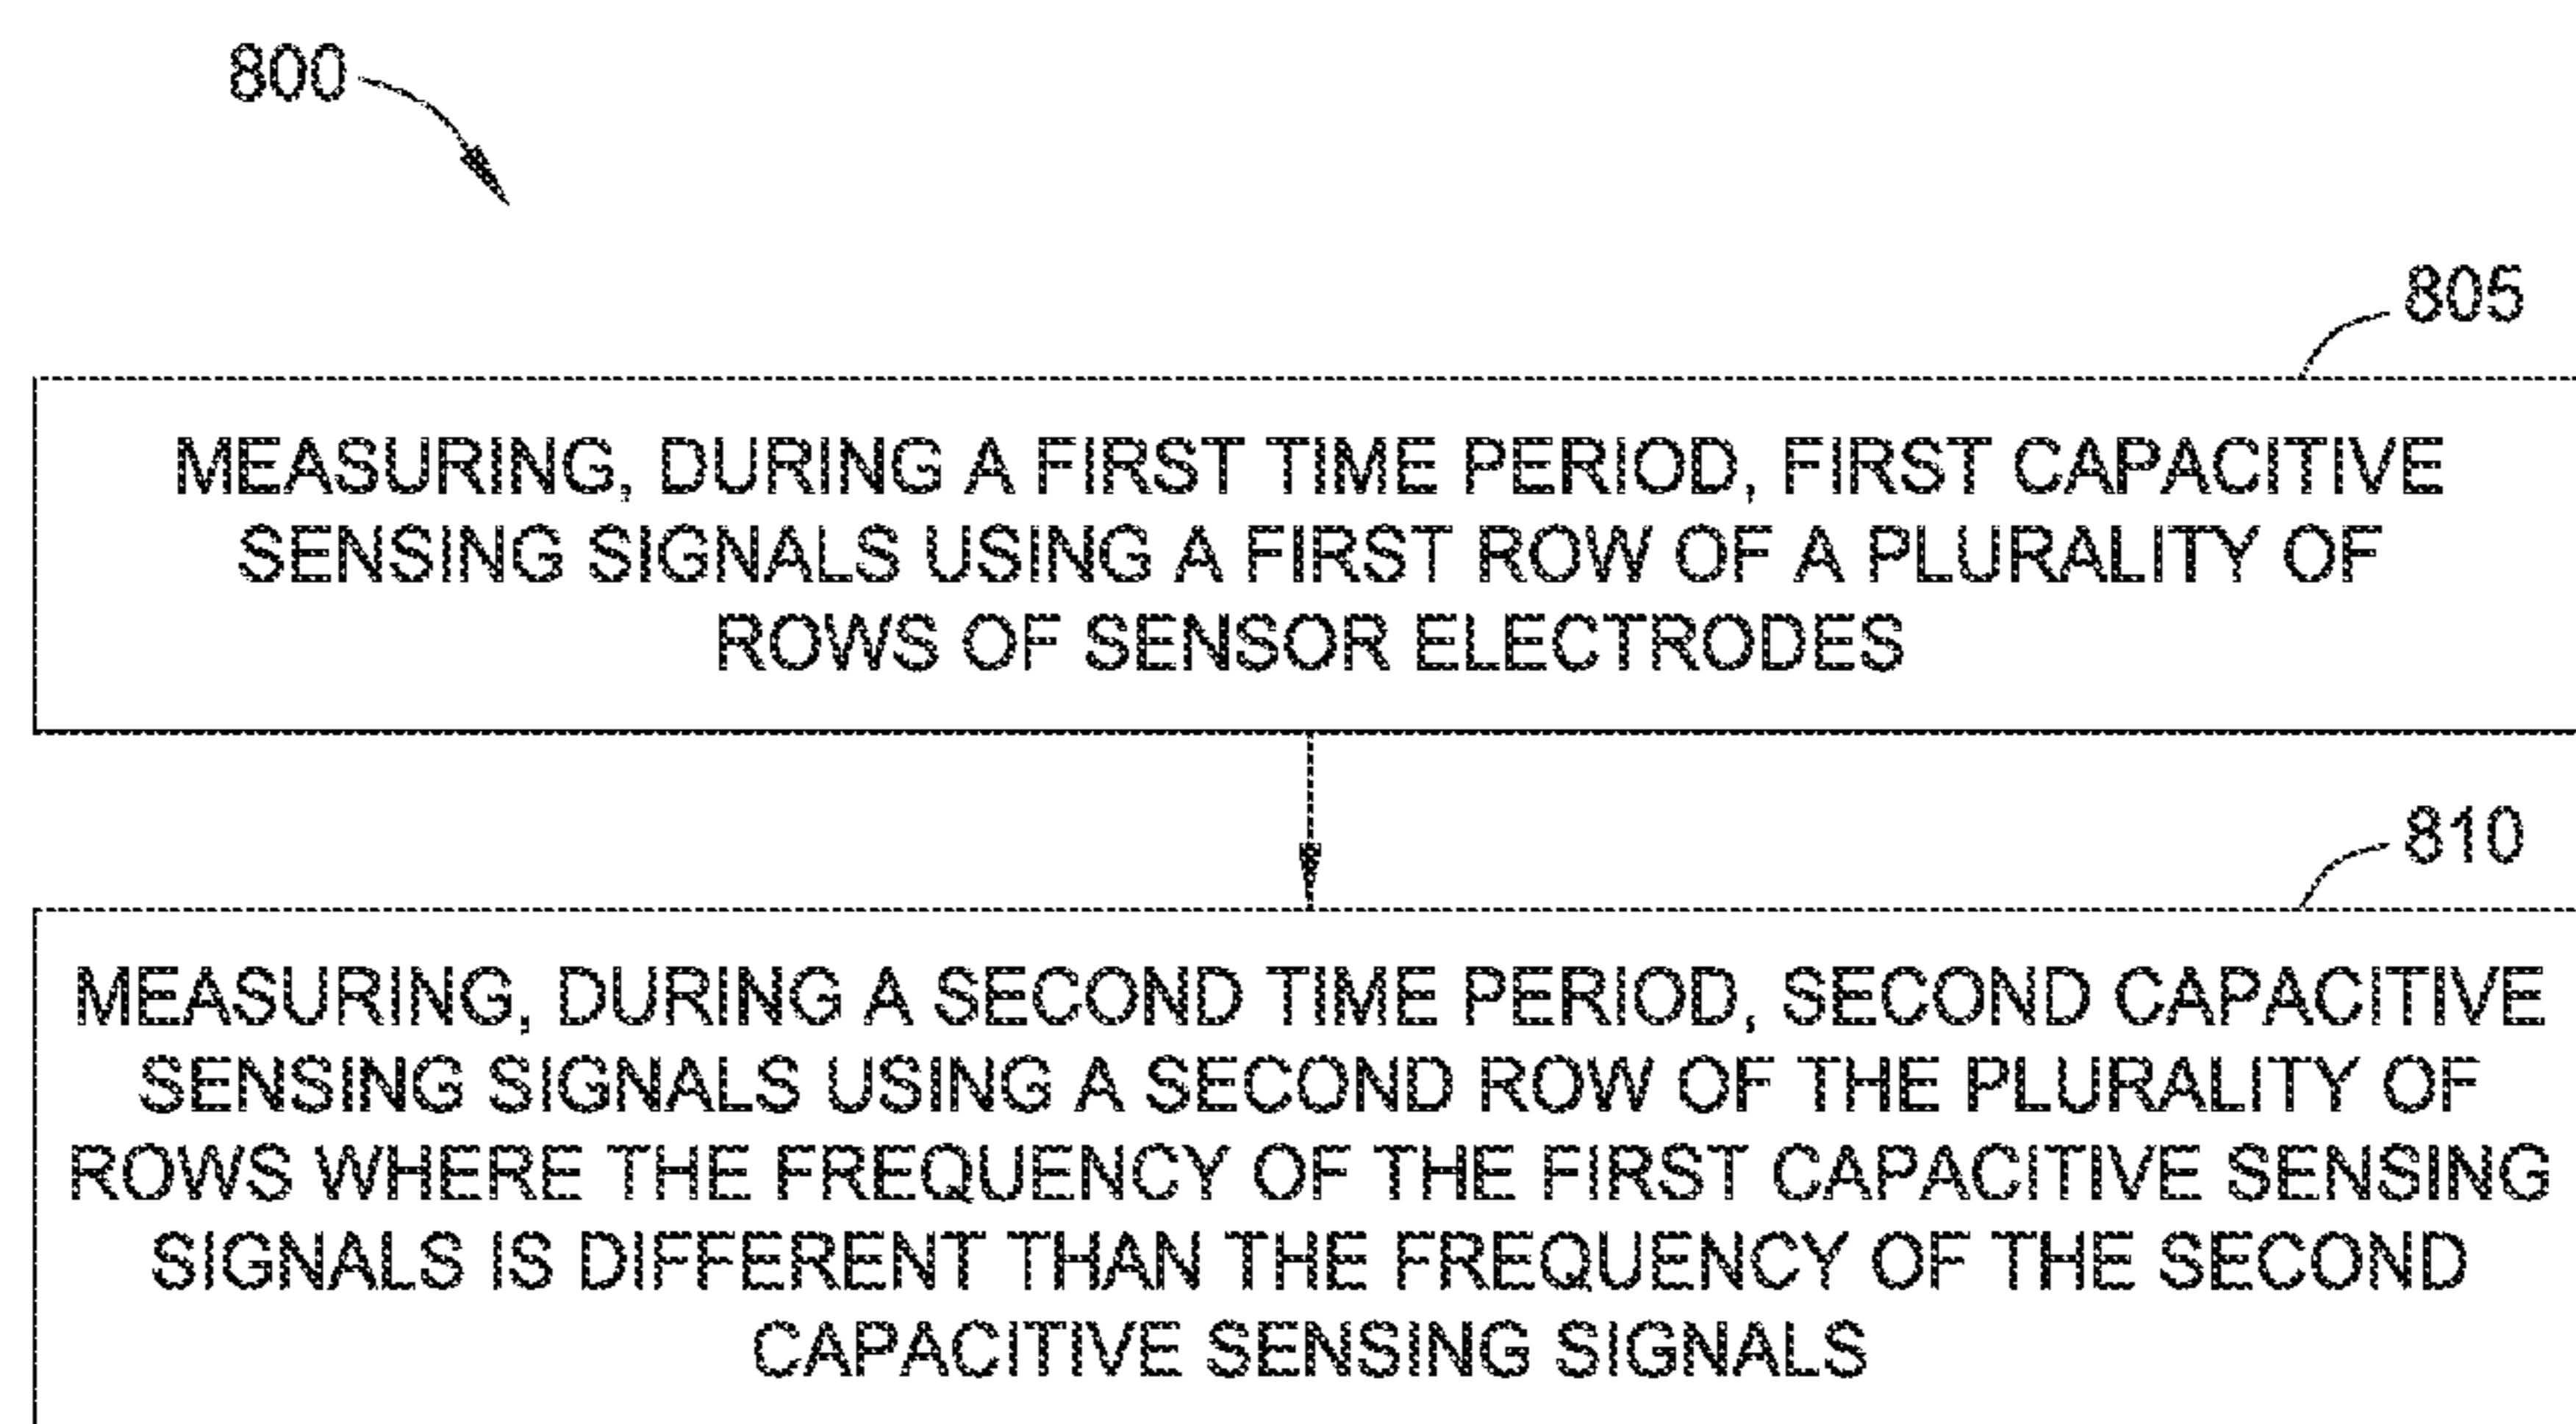 800
805
MEASURING, DURING A FIRST TIME PERIOD, FIRST CAPACITIVE
SENSING SIGNALS USING A FIRST ROW OF A PLURALITY OF
ROWS OF SENSOR ELECTRODES
810
MEASURING, DURING A SECOND TIME PERIOD, SECOND CAPACITIVE
SENSING SIGNALS USING A SECOND ROW OF THE PLURALITY OF
ROWS WHERE THE FREQUENCY OF THE FIRST CAPACITIVE SENSING
SIGNALS IS DIFFERENT THAN THE FREQUENCY OF THE SECOND
CAPACITIVE SENSING SIGNALS